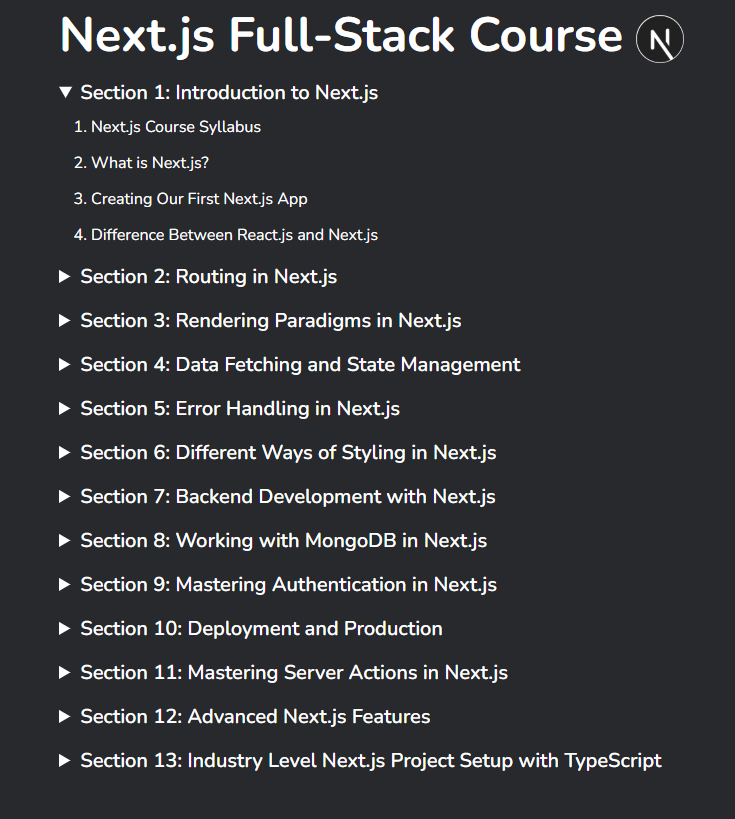 Next.js Full-Stack Course N
Section 1: Introduction to Next.js
1. Next.js Course Syllabus
2. What is Next.js?
3. Creating Our First Next.js App
4. Difference Between React.js and Next.js
Section 2: Routing in Next.js
Section 3: Rendering Paradigms in Next.js
Section 4: Data Fetching and State Management
Section 5: Error Handling in Next.js
Section 6: Different Ways of Styling in Next.js
Section 7: Backend Development with Next.js
Section 8: Working with MongoDB in Next.js
Section 9: Mastering Authentication in Next.js
Section 10: Deployment and Production
Section 11: Mastering Server Actions in Next.js
Section 12: Advanced Next.js Features
Section 13: Industry Level Next.js Project Setup with TypeScript